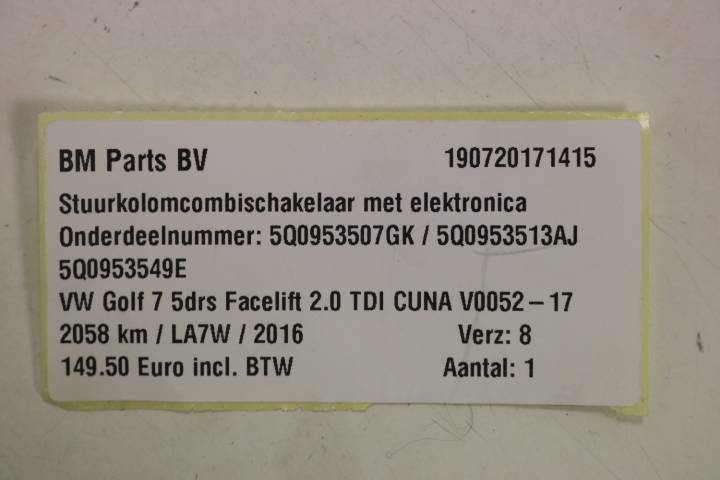 BM Parts BV 190720171415
Stuurkolomcombischakelaar met elektronica
Onderdeelnummer: 5Q0953507GK / 5Q0953513AJ
5Q0953549E
VW Golf 7 5drs Facelift 2.0 TDI CUNA V0052 – 17
2058 km / LA7W / 2016 Verz: 8
149.50 Euro incl. BTW Aantal: 1